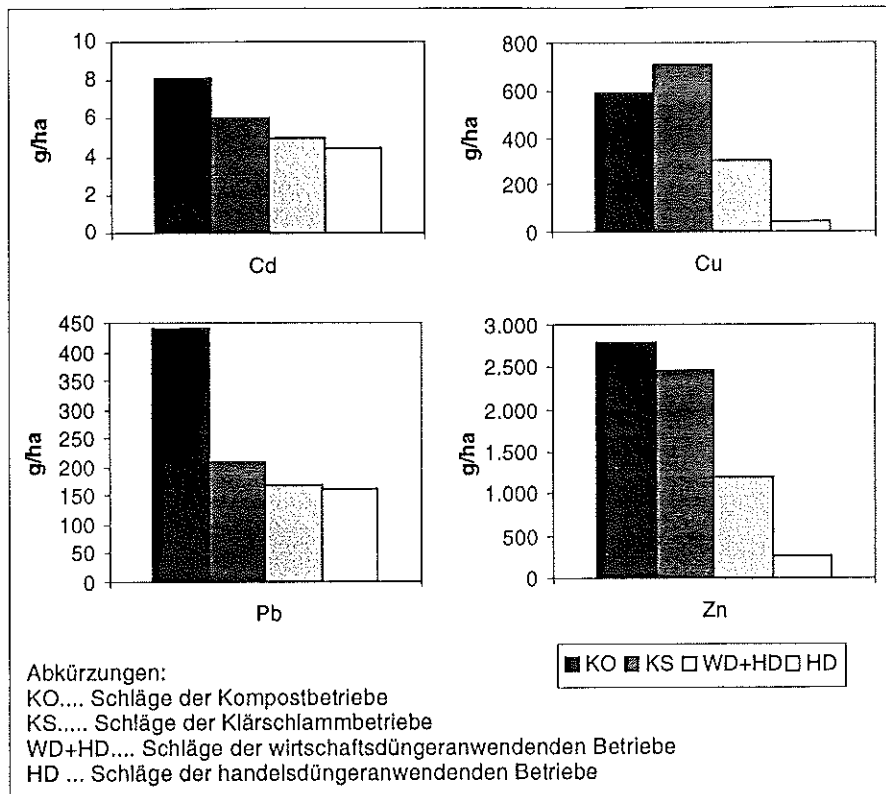 10
8
6
4
2
0
g/ha
Cd
800
600
400
200
0
g/ha
Cu
450
400
350
300
250
200
150
100
50
0
g/ha
Pb
3.000
2.500
2.000
1.500
1.000
500
0
g/ha
Zn
KO KS WD+HD HD
Abkürzungen:
KO.... Schläge der Kompostbetriebe
KS..... Schläge der Klärschlammbetriebe
WD+HD.... Schläge der wirtschaftsdüngeranwendenden Betriebe
HD ... Schläge der handelsdüngeranwendenden Betriebe